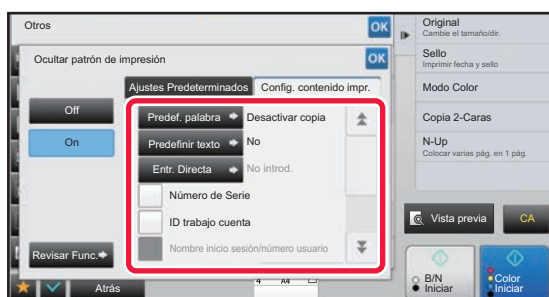 Otros
OK
Ocultar patrón de impresión
OK
Ajustes Predeterminados
Config. contenido impr.
Off
On
Predef. palabra
Desactivar copia
Predefinir texto
No
Entr. Directa
No introd.
Número de Serie
ID trabajo cuenta
Nombre inicio sesión/número usuario
Revisar Func.
Atrás
A4
Original
Cambie el tamaño/dir.
Sello
Imprimir fecha y sello
Modo Color
Copia 2-Caras
N-Up
Colocar varias pág. en 1 pág.
Vista previa
CA
B/N
Iniciar
Color
Iniciar